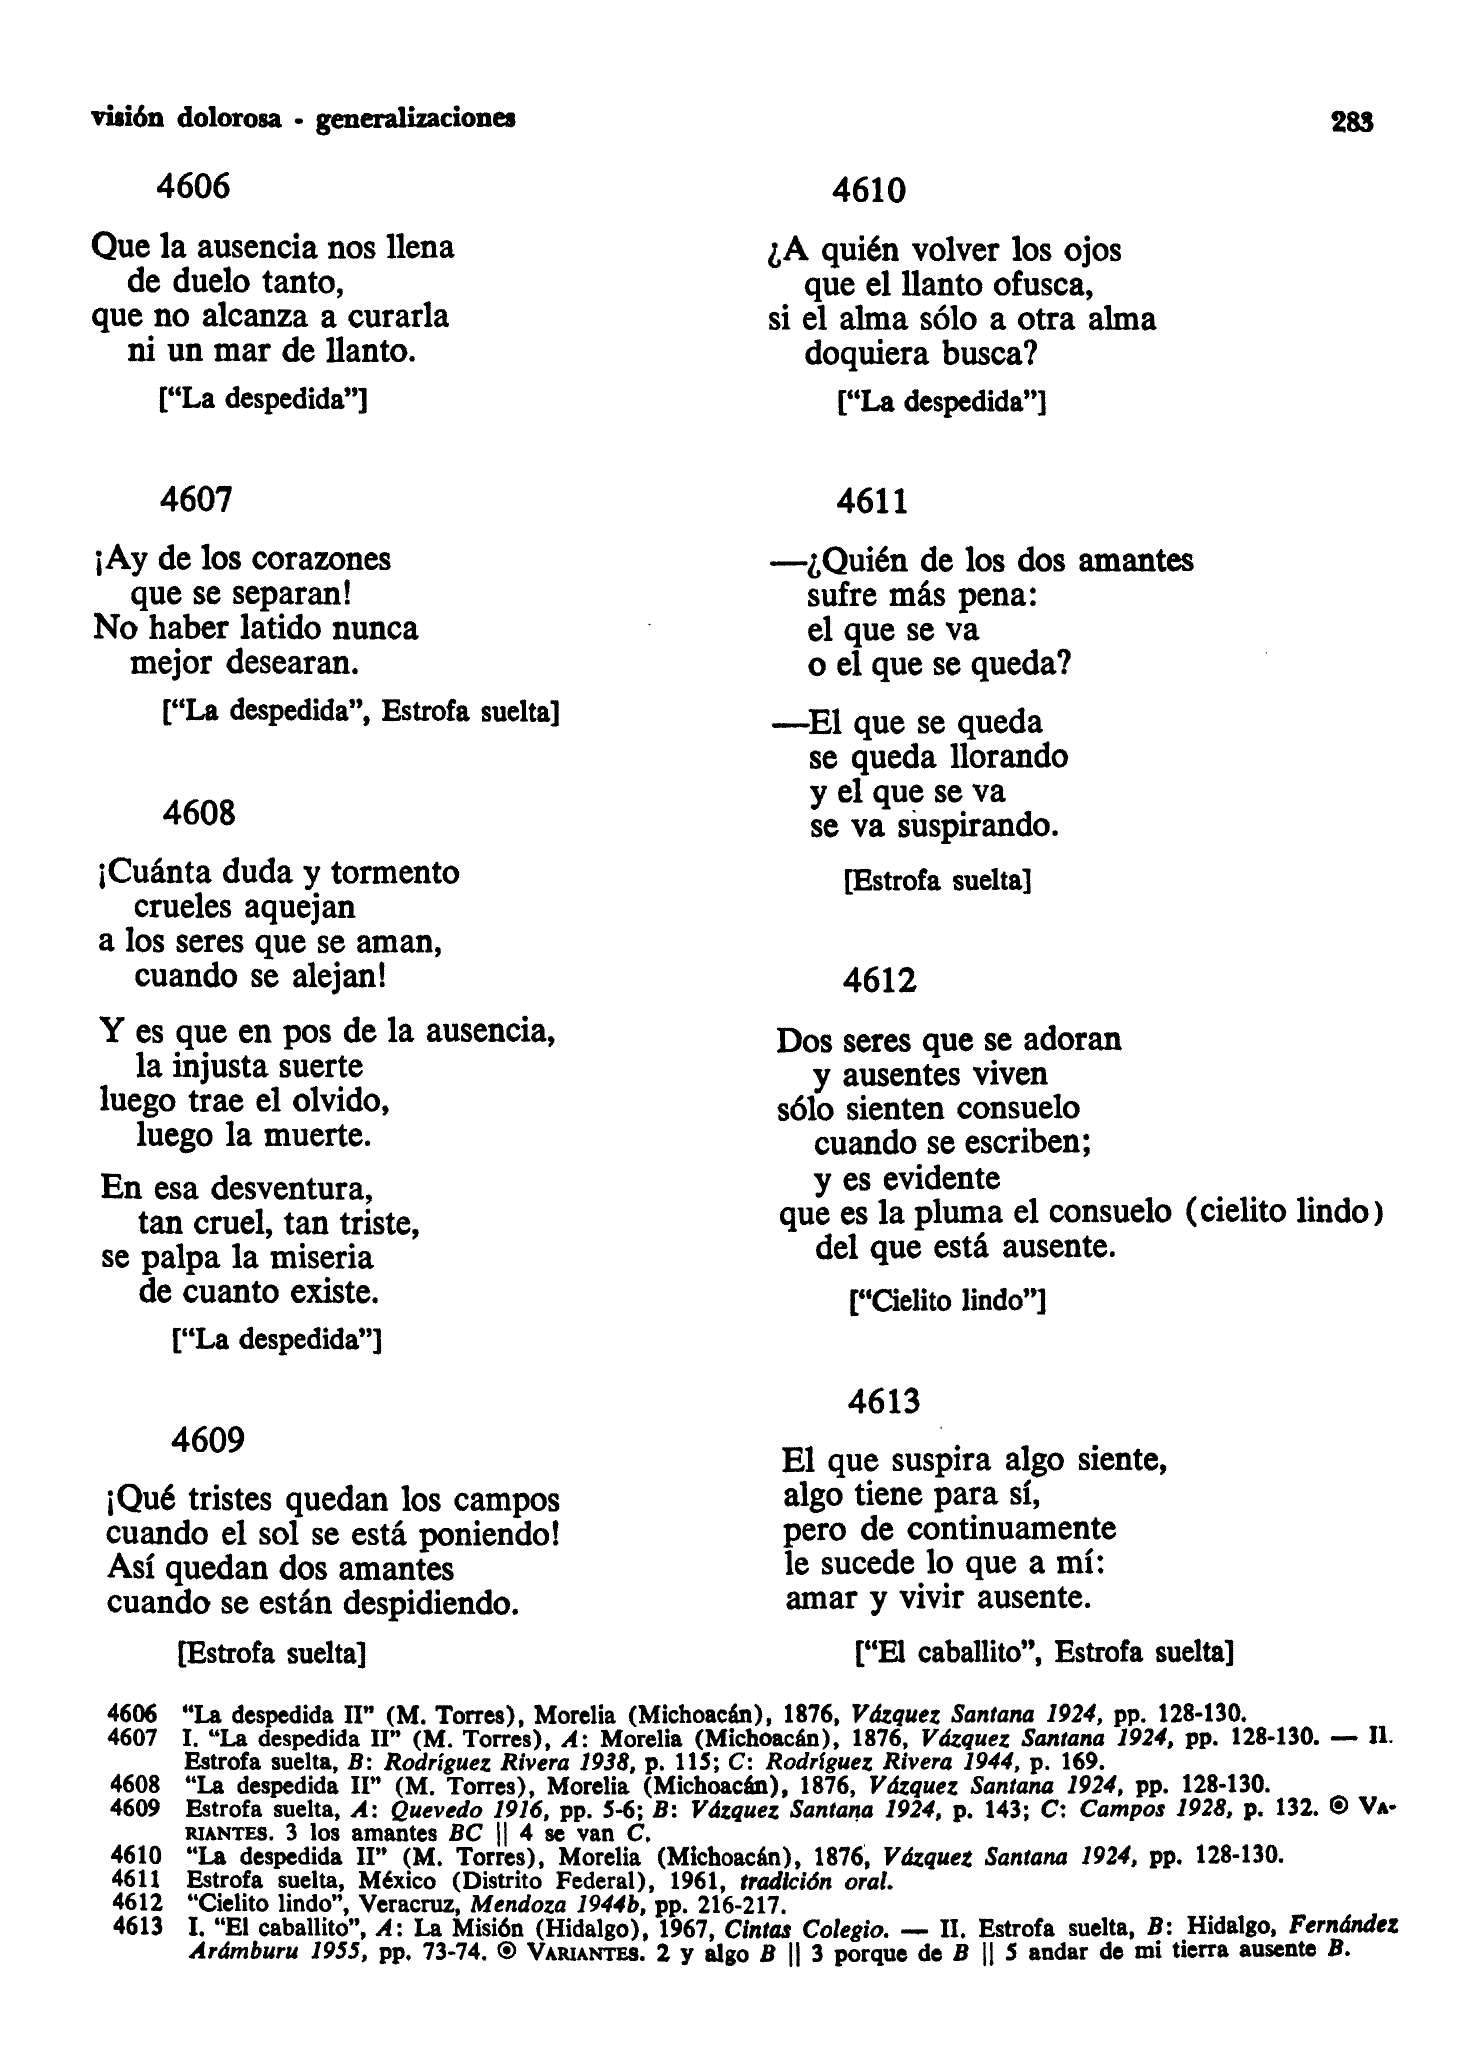 visión dolorosa - generalizaciones
283
4606
Que la ausencia nos llena
de duelo tanto,
que no alcanza a curarla
ni un mar de llanto.
[“La despedida”]
4607
¡Ay de los corazones
que se separan!
No haber latido nunca
mejor desearan.
[“La despedida”, Estrofa suelta]
4608
¡Cuánta duda y tormento
crueles aquejan
a los seres que se aman,
cuando se alejan!
Y es que en pos de la ausencia,
la injusta suerte
luego trae el olvido,
luego la muerte.
En esa desventura,
tan cruel, tan triste,
se palpa la miseria
de cuanto existe.
[“La despedida”]
4609
¡Qué tristes quedan los campos
cuando el sol se está poniendo!
Así quedan dos amantes
cuando se están despidiendo.
[Estrofa suelta]
4610
¿A quién volver los ojos
que el llanto ofusca,
si el alma sólo a otra alma
doquiera busca?
[“La despedida”]
4611
—¿Quién de los dos amantes
sufre más pena:
el que se va
o el que se queda?
—El que se queda
se queda llorando
y el que se va
se va suspirando.
[Estrofa suelta]
4612
Dos seres que se adoran
y ausentes viven
sólo sienten consuelo
cuando se escriben;
y es evidente
que es la pluma el consuelo (cielito lindo)
del que está ausente.
[“Cielito lindo”]
4613
El que suspira algo siente,
algo tiene para sí,
pero de continuamente
le sucede lo que a mí:
amar y vivir ausente.
[“El caballito”, Estrofa suelta]
4606 “La despedida II” (M. Torres), Morelia (Michoacán), 1876, Vázquez Santana 1924, pp. 128-130.
4607 I. “La despedida II” (M. Torres), A: Morelia (Michoacán), 1876, Vázquez Santana 1924, pp. 128-130. — II.
Estrofa suelta, B: Rodríguez Rivera 1938, p. 115; C: Rodríguez Rivera 1944, p. 169.
4608 “La despedida II” (M. Torres), Morelia (Michoacán), 1876, Vázquez Santana 1924, pp. 128-130.
4609 Estrofa suelta, A: Quevedo 1916, pp. 5-6; B: Vázquez Santana 1924, p. 143; C: Campos 1928, p. 132. ® VA-
RIANTES. 3 los amantes BC || 4 se van C.
4610 “La despedida II” (M. Torres), Morelia (Michoacán), 1876, Vázquez Santana 1924, pp. 128-130.
4611 Estrofa suelta, México (Distrito Federal), 1961, tradición oral.
4612 “Cielito lindo”, Veracruz, Mendoza 1944b, pp. 216-217.
4613 I. “El caballito”, A: La Misión (Hidalgo), 1967, Cintas Colegio. — II. Estrofa suelta, B: Hidalgo, Fernández
Arámburu 1955, pp. 73-74. ® VARIANTES. 2 y algo B || 3 porque de B || 5 andar de mi tierra ausente B.